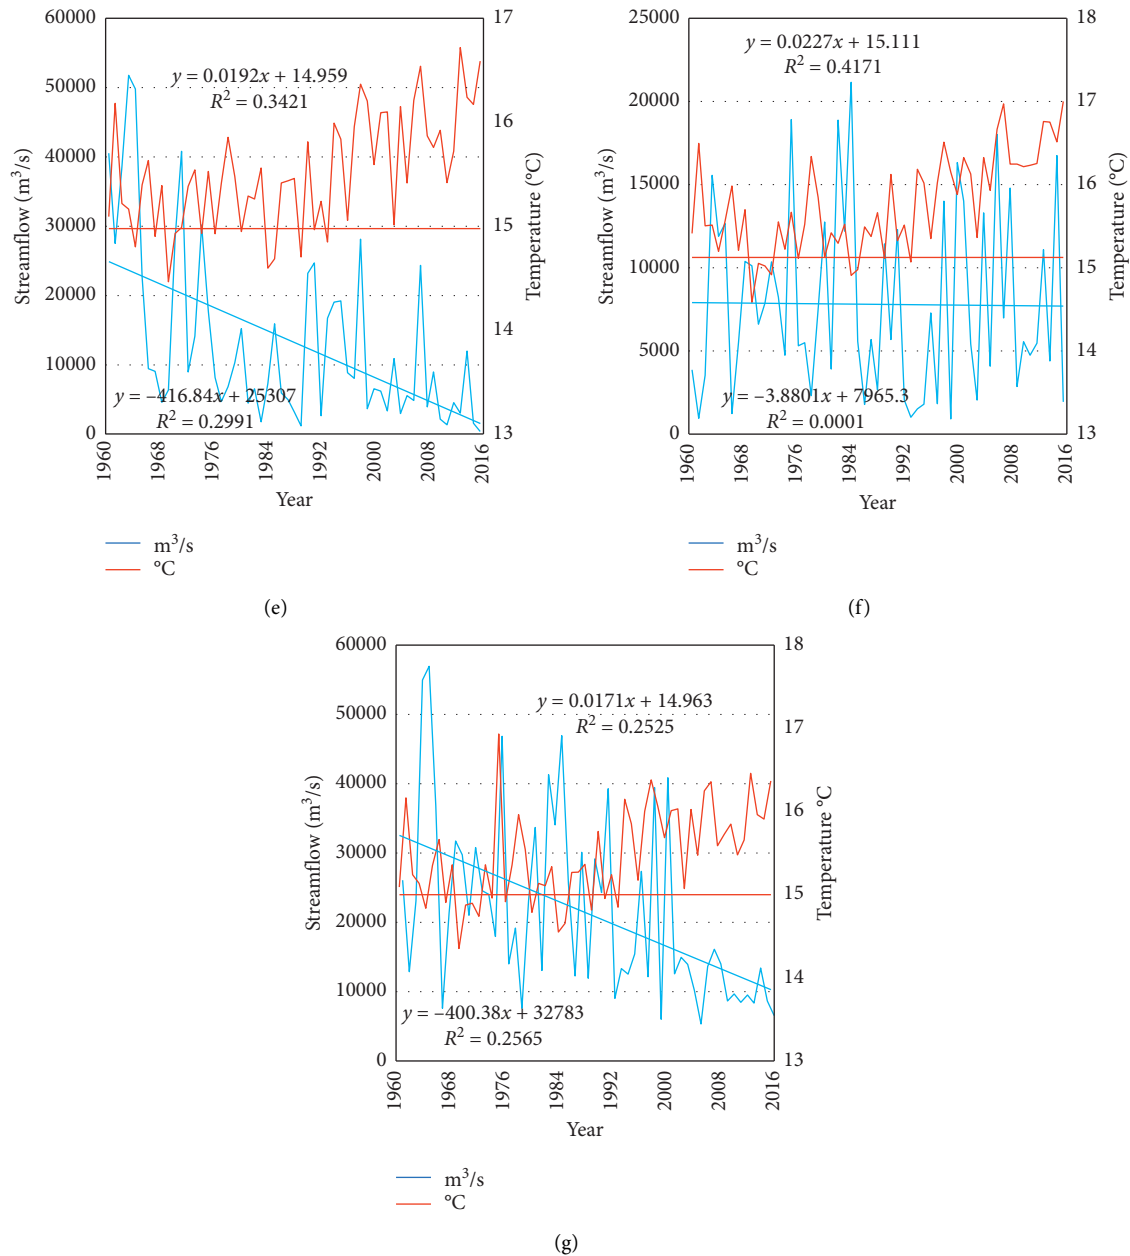 60000
50000
40000
30000
20000
10000
0
Streamflow (m³/s)
17
16
15
14
13
Temperature (°C)
y = 0.0192x + 14.959
R² = 0.3421
y = −416.84x + 25307
R² = 0.2991
1960
1968
1976
1984
1992
2000
2008
2016
Year
m³/s
°C
(e)
25000
20000
15000
10000
5000
0
Streamflow (m³/s)
18
17
16
15
14
13
Temperature (°C)
y = 0.0227x + 15.111
R² = 0.4171
y = −3.8801x + 7965.3
R² = 0.0001
1960
1968
1976
1984
1992
2000
2008
2016
Year
m³/s
°C
(f)
60000
50000
40000
30000
20000
10000
0
Streamflow (m³/s)
18
17
16
15
14
13
Temperature °C
y = 0.0171x + 14.963
R² = 0.2525
y = −400.38x + 32783
R² = 0.2565
1960
1968
1976
1984
1992
2000
2008
2016
Year
m³/s
°C
(g)